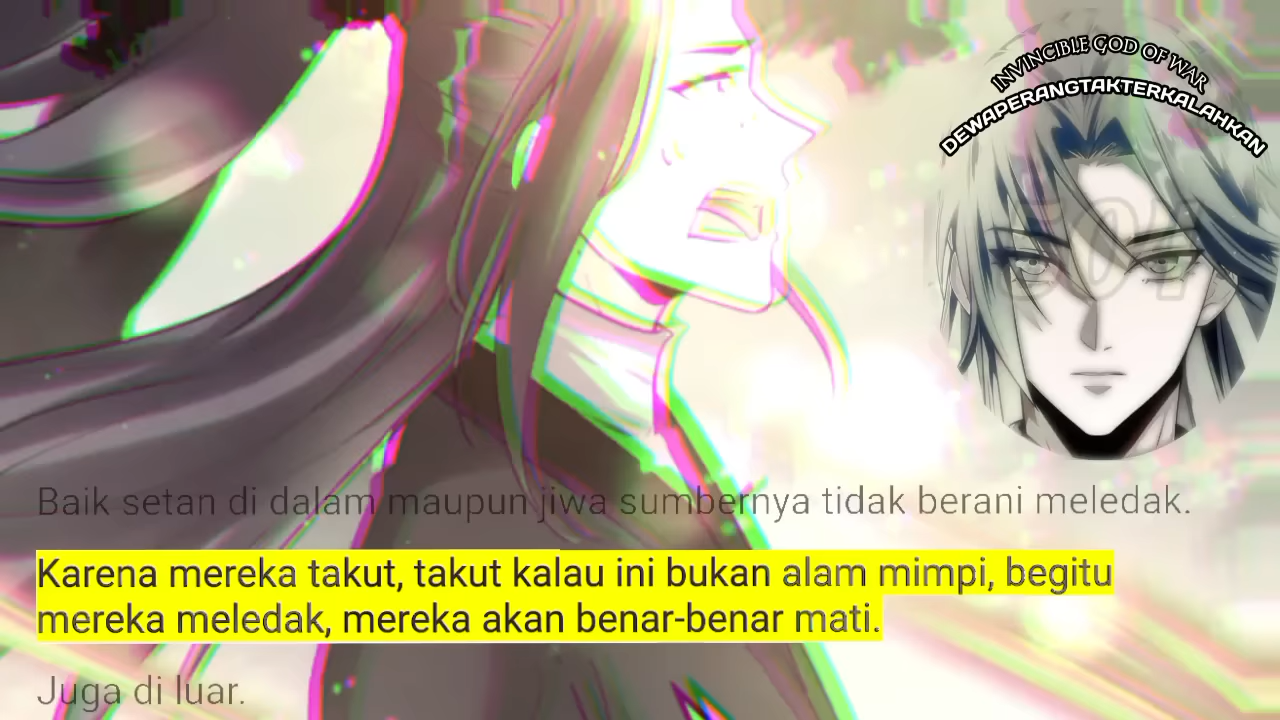 INVINCIBLE GOD OF WAR
DEWAPERANGTAKTERKALAHKAN
Baik setan di dalam maupun jiwa sumbernya tidak berani meledak.
Karena mereka takut, takut kalau ini bukan alam mimpi, begitu
mereka meledak, mereka akan benar-benar mati.
Juga di luar.